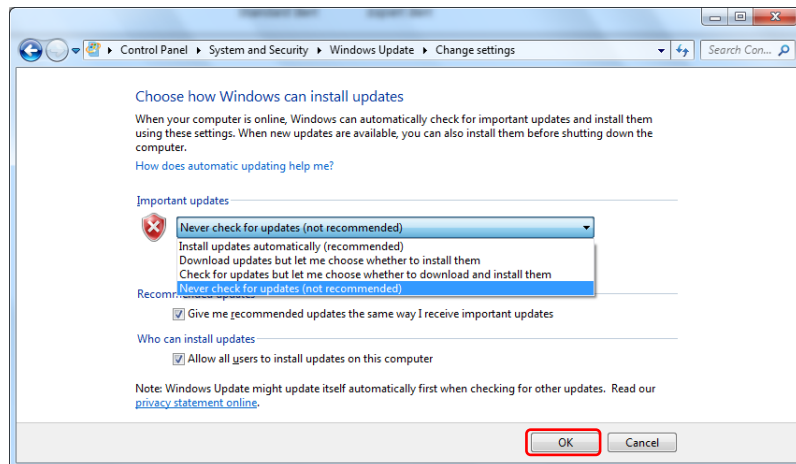 Control Panel ▸ System and Security ▸ Windows Update ▸ Change settings
Search Con...
Choose how Windows can install updates
When your computer is online, Windows can automatically check for important updates and install them
using these settings. When new updates are available, you can also install them before shutting down the
computer.
How does automatic updating help me?
Important updates
Never check for updates (not recommended)
Install updates automatically (recommended)
Download updates but let me choose whether to install them
Check for updates but let me choose whether to download and install them
Never check for updates (not recommended)
Recommended updates
Give me recommended updates the same way I receive important updates
Who can install updates
Allow all users to install updates on this computer
Note: Windows Update might update itself automatically first when checking for other updates. Read our
privacy statement online.
OK
Cancel